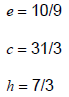 e = 10/9
c = 31/3
h = 7/3